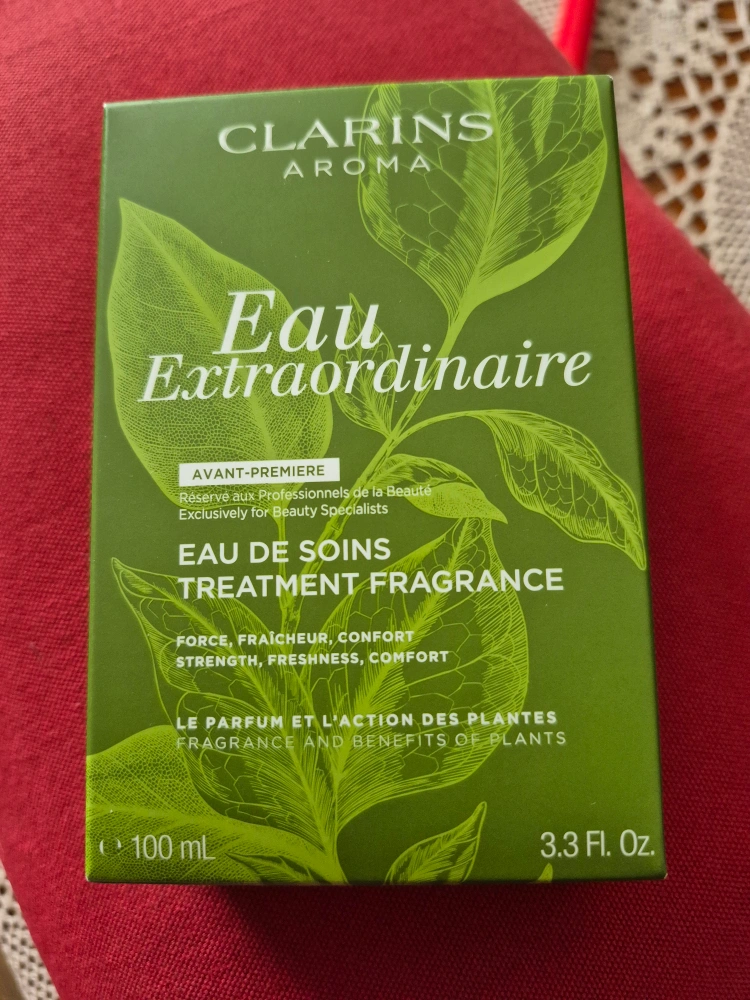 CLARINS
AROMA
Eau
Extraordinaire
AVANT-PREMIERE
Réservé aux Professionnels de la Beauté
Exclusively for Beauty Specialists
EAU DE SOINS
TREATMENT FRAGRANCE
FORCE, FRAÎCHEUR, CONFORT
STRENGTH, FRESHNESS, COMFORT
LE PARFUM ET L'ACTION DES PLANTES
FRAGRANCE AND BENEFITS OF PLANTS
100 mL 3.3 Fl. Oz.